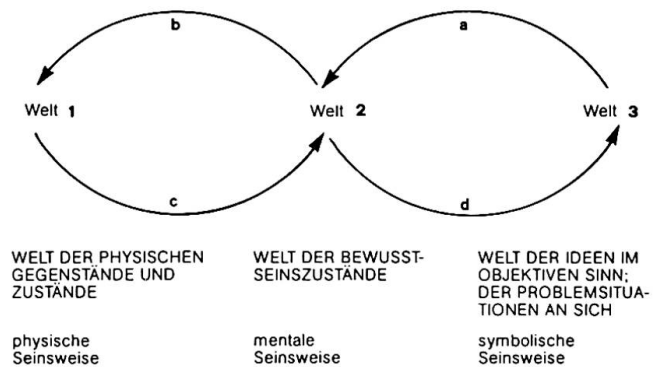 b
a
Welt 1
Welt 2
Welt 3
c
d
WELT DER PHYSISCHEN
GEGENSTÄNDE UND
ZUSTÄNDE
WELT DER BEWUSST-
SEINSZUSTÄNDE
WELT DER IDEEN IM
OBJEKTIVEN SINN;
DER PROBLEMSITUA-
TIONEN AN SICH
physische
Seinsweise
mentale
Seinsweise
symbolische
Seinsweise